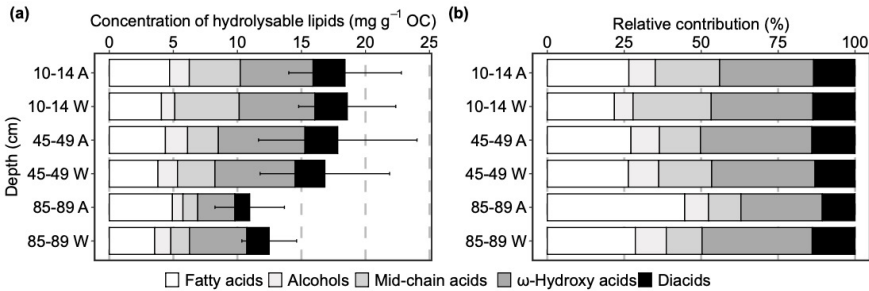 (a) Concentration of hydrolysable lipids (mg g⁻¹ OC)
0 5 10 15 20 25
Depth (cm)
10-14 A
10-14 W
45-49 A
45-49 W
85-89 A
85-89 W
(b) Relative contribution (%)
0 25 50 75 100
10-14 A
10-14 W
45-49 A
45-49 W
85-89 A
85-89 W
Fatty acids Alcohols Mid-chain acids ω-Hydroxy acids Diacids